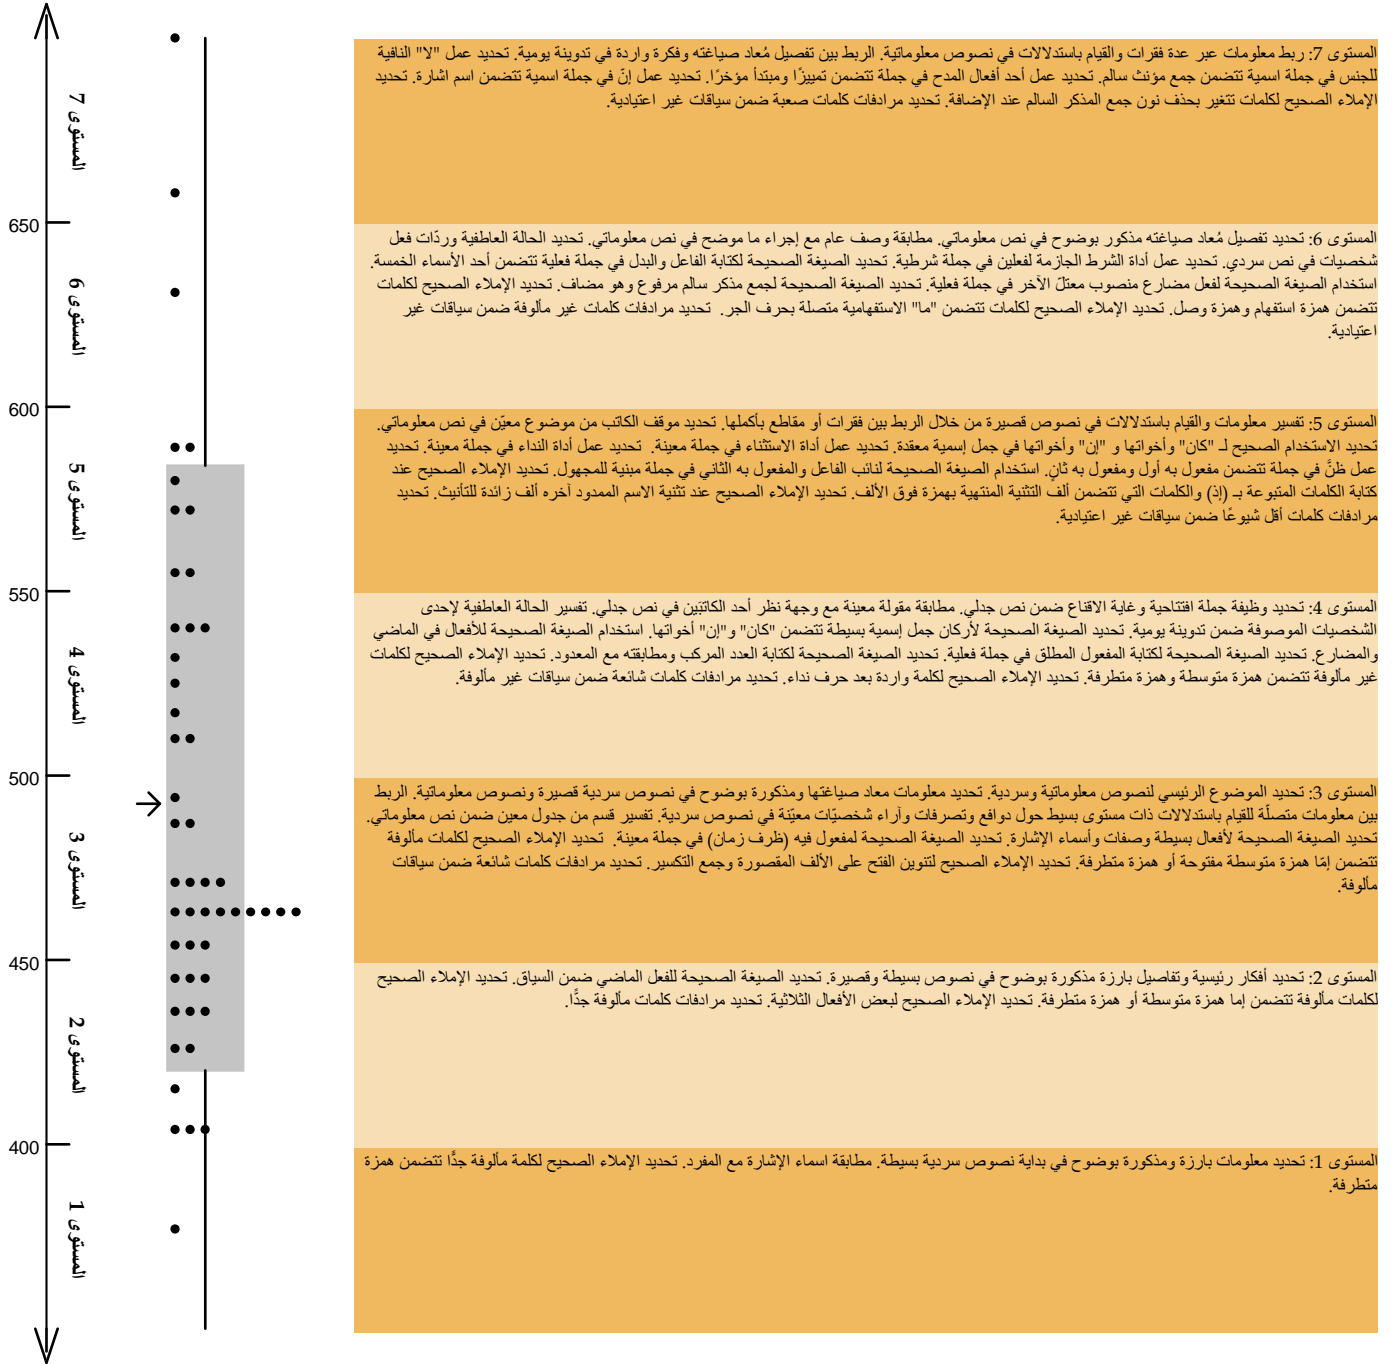 المستوى 7: ربط معلومات عبر عدة فقرات والقيام باستدلالات في نصوص معلوماتية. الربط بين تفصيل مُعاد صياغته وفكرة واردة في تدوينة يومية. تحديد عمل "لا" النافية
للجنس في جملة اسمية تتضمن جمع مؤنث سالم. تحديد عمل أحد أفعال المدح في جملة تتضمن تمييزًا ومبتدأ مؤخرًا. تحديد عمل إنّ في جملة اسمية تتضمن اسم اشارة. تحديد
الإملاء الصحيح لكلمات تتغير بحذف نون جمع المذكر السالم عند الإضافة. تحديد مرادفات كلمات صعبة ضمن سياقات غير اعتيادية.
المستوى 7
650
المستوى 6: تحديد تفصيل مُعاد صياغته مذكور بوضوح في نص معلوماتي. مطابقة وصف عام مع إجراء ما موضح في نص معلوماتي. تحديد الحالة العاطفية وردّات فعل
شخصيات في نص سردي. تحديد عمل أداة الشرط الجازمة لفعلين في جملة شرطية. تحديد الصيغة الصحيحة لكتابة الفاعل والبدل في جملة فعلية تتضمن أحد الأسماء الخمسة.
استخدام الصيغة الصحيحة لفعل مضارع منصوب معتلّ الآخر في جملة فعلية. تحديد الصيغة الصحيحة لجمع مذكر سالم مرفوع وهو مضاف. تحديد الإملاء الصحيح لكلمات
تتضمن همزة استفهام وهمزة وصل. تحديد الإملاء الصحيح لكلمات تتضمن "ما" الاستفهامية متصلة بحرف الجر. تحديد مرادفات كلمات غير مألوفة ضمن سياقات غير
اعتيادية.
المستوى 6
600
المستوى 5: تفسير معلومات والقيام باستدلالات في نصوص قصيرة من خلال الربط بين فقرات أو مقاطع بأكملها. تحديد موقف الكاتب من موضوع معيّن في نص معلوماتي.
تحديد الاستخدام الصحيح لـ "كان" وأخواتها و "إن" وأخواتها في جمل إسمية معقدة. تحديد عمل أداة الاستثناء في جملة معينة. تحديد عمل أداة النداء في جملة معينة. تحديد
عمل ظنَّ في جملة تتضمن مفعول به أول ومفعول به ثانٍ. استخدام الصيغة الصحيحة لنائب الفاعل والمفعول به الثاني في جملة مبنية للمجهول. تحديد الإملاء الصحيح عند
كتابة الكلمات المتبوعة بـ (إذ) والكلمات التي تتضمن ألف التثنية المنتهية بهمزة فوق الألف. تحديد الإملاء الصحيح عند تثنية الاسم الممدود آخره ألف زائدة للتأنيث. تحديد
مرادفات كلمات أقل شيوعًا ضمن سياقات غير اعتيادية.
المستوى 5
550
المستوى 4: تحديد وظيفة جملة افتتاحية وغاية الاقناع ضمن نص جدلي. مطابقة مقولة معينة مع وجهة نظر أحد الكاتبَين في نص جدلي. تفسير الحالة العاطفية لإحدى
الشخصيات الموصوفة ضمن تدوينة يومية. تحديد الصيغة الصحيحة لأركان جمل إسمية بسيطة تتضمن "كان" و"إن" أخواتها. استخدام الصيغة الصحيحة للأفعال في الماضي
والمضارع. تحديد الصيغة الصحيحة لكتابة المفعول المطلق في جملة فعلية. تحديد الصيغة الصحيحة لكتابة العدد المركب ومطابقته مع المعدود. تحديد الإملاء الصحيح لكلمات
غير مألوفة تتضمن همزة متوسطة وهمزة متطرفة. تحديد الإملاء الصحيح لكلمة واردة بعد حرف نداء. تحديد مرادفات كلمات شائعة ضمن سياقات غير مألوفة.
المستوى 4
500
المستوى 3: تحديد الموضوع الرئيسي لنصوص معلوماتية وسردية. تحديد معلومات معاد صياغتها ومذكورة بوضوح في نصوص سردية قصيرة ونصوص معلوماتية. الربط
بين معلومات متصلّة للقيام باستدلالات ذات مستوى بسيط حول دوافع وتصرفات وآراء شخصيّات معيّنة في نصوص سردية. تفسير قسم من جدول معين ضمن نص معلوماتي.
تحديد الصيغة الصحيحة لأفعال بسيطة وصفات وأسماء الإشارة. تحديد الصيغة الصحيحة لمفعول فيه (ظرف زمان) في جملة معينة. تحديد الإملاء الصحيح لكلمات مألوفة
تتضمن إمّا همزة متوسطة مفتوحة أو همزة متطرفة. تحديد الإملاء الصحيح لتنوين الفتح على الألف المقصورة وجمع التكسير. تحديد مرادفات كلمات شائعة ضمن سياقات
مألوفة.
المستوى 3
450
المستوى 2: تحديد أفكار رئيسية وتفاصيل بارزة مذكورة بوضوح في نصوص بسيطة وقصيرة. تحديد الصيغة الصحيحة للفعل الماضي ضمن السياق. تحديد الإملاء الصحيح
لكلمات مألوفة تتضمن إما همزة متوسطة أو همزة متطرفة. تحديد الإملاء الصحيح لبعض الأفعال الثلاثية. تحديد مرادفات كلمات مألوفة جدًّا.
المستوى 2
400
المستوى 1: تحديد معلومات بارزة ومذكورة بوضوح في بداية نصوص سردية بسيطة. مطابقة اسماء الإشارة مع المفرد. تحديد الإملاء الصحيح لكلمة مألوفة جدًّا تتضمن همزة
متطرفة.
المستوى 1